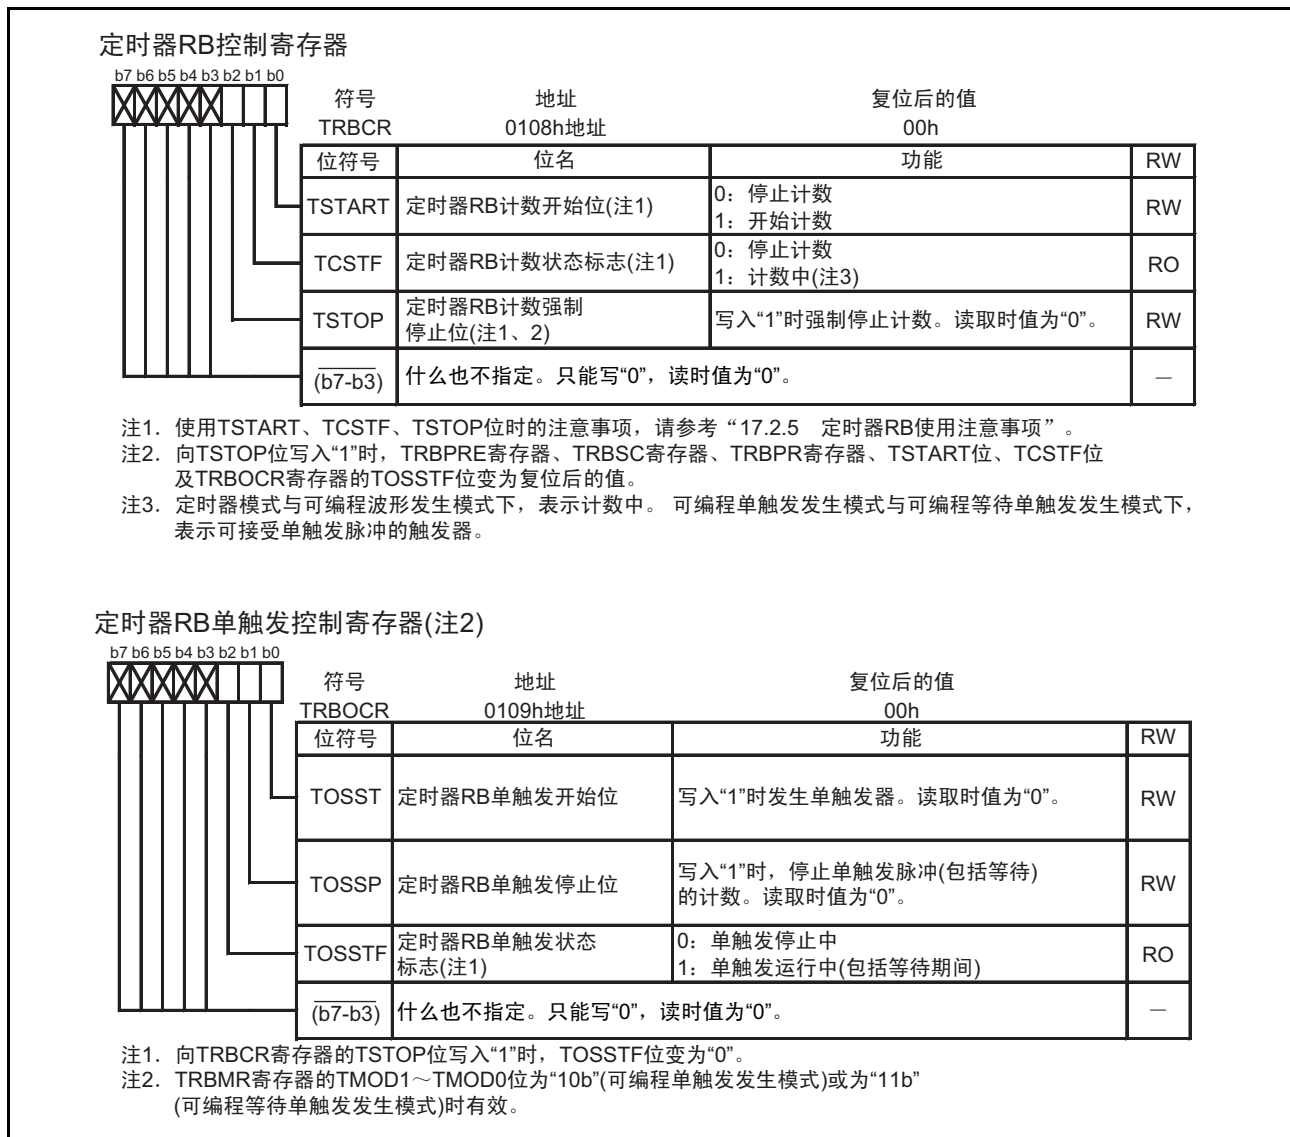 定时器RB控制寄存器
b7 b6 b5 b4 b3 b2 b1 b0
符号 地址 复位后的值
TRBCR 0108h地址 00h
位符号 位名 功能 RW
TSTART 定时器RB计数开始位(注1) 0：停止计数
1：开始计数 RW
TCSTF 定时器RB计数状态标志(注1) 0：停止计数
1：计数中(注3) RO
TSTOP 定时器RB计数强制
停止位(注1、2) 写入“1”时强制停止计数。读取时值为“0”。 RW
(b7-b3) 什么也不指定。只能写“0”，读时值为“0”。 —
注1. 使用TSTART、TCSTF、TSTOP位时的注意事项，请参考“17.2.5 定时器RB使用注意事项”。
注2. 向TSTOP位写入“1”时，TRBPRE寄存器、TRBSC寄存器、TRBPR寄存器、TSTART位、TCSTF位
及TRBOCR寄存器的TOSSTF位变为复位后的值。
注3. 定时器模式与可编程波形发生模式下，表示计数中。 可编程单触发发生模式与可编程等待单触发发生模式下，
表示可接受单触发脉冲的触发器。
定时器RB单触发控制寄存器(注2)
b7 b6 b5 b4 b3 b2 b1 b0
符号 地址 复位后的值
TRBOCR 0109h地址 00h
位符号 位名 功能 RW
TOSST 定时器RB单触发开始位 写入“1”时发生单触发器。读取时值为“0”。 RW
TOSSP 定时器RB单触发停止位 写入“1”时，停止单触发脉冲(包括等待)
的计数。读取时值为“0”。 RW
TOSSTF 定时器RB单触发状态
标志(注1) 0：单触发停止中
1：单触发运行中(包括等待期间) RO
(b7-b3) 什么也不指定。只能写“0”，读时值为“0”。 —
注1. 向TRBCR寄存器的TSTOP位写入“1”时，TOSSTF位变为“0”。
注2. TRBMR寄存器的TMOD1～TMOD0位为“10b”(可编程单触发发生模式)或为“11b”
(可编程等待单触发发生模式)时有效。